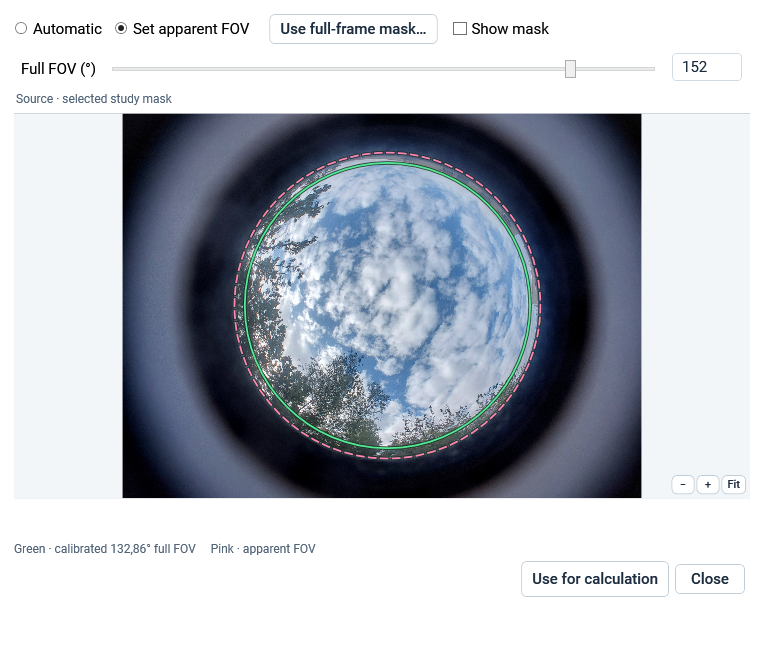 Automatic Set apparent FOV Use full-frame mask... Show mask
Full FOV (°) 152
Source · selected study mask
− + Fit
Green · calibrated 132,86° full FOV Pink · apparent FOV
Use for calculation Close